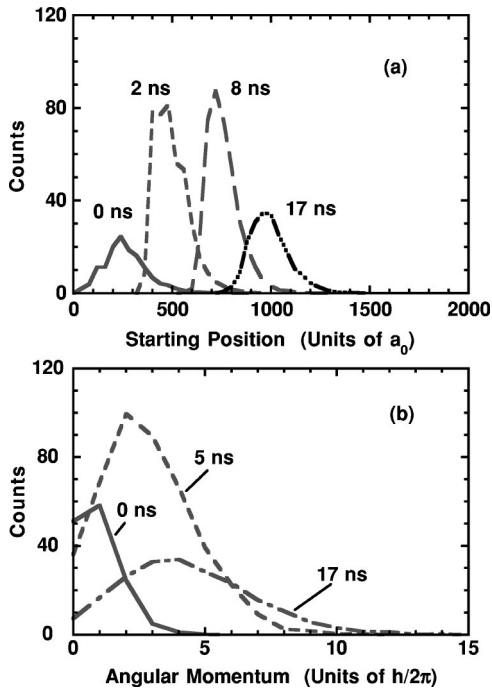 120
(a)
2 ns
8 ns
80
Counts
40
0 ns
17 ns
0
0 500 1000 1500 2000
Starting Position (Units of a₀)
120
(b)
5 ns
80
Counts
0 ns
40
17 ns
0
0 5 10 15
Angular Momentum (Units of h/2π)